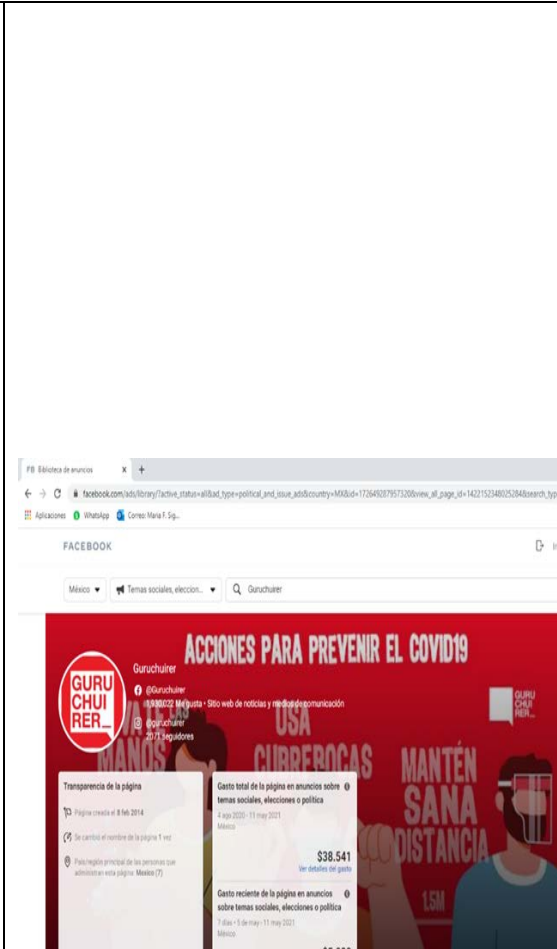 Biblioteca de anuncios
facebook.com/ads/library/?active_status=all&ad_type=political_and_issue_ads&country=MX&id=172649287957320&view_all_page_id=1422152348025284&search_typ
Aplicaciones WhatsApp Correo: Maria F. Sig...
FACEBOOK
México Temas sociales, eleccion... Guruchuirer
ACCIONES PARA PREVENIR EL COVID19
GURU
CHUI
RER_
Guruchuirer
@Guruchuirer
1,930,022 Me gusta • Sitio web de noticias y medios de comunicación
@guruchuirer
2071 seguidores
GURU
CHUI
RER_
MANOS
USA
CUBREBOCAS
MANTÉN
SANA
DISTANCIA
1.5M
Transparencia de la página
Página creada el 8 feb 2014
Se cambió el nombre de la página 1 vez
País/región principal de las personas que
administran esta página: Mexico (7)
Gasto total de la página en anuncios sobre
temas sociales, elecciones o política
4 ago 2020 - 11 may 2021
México
$38.541
Ver detalles del gasto
Gasto reciente de la página en anuncios
sobre temas sociales, elecciones o política
7 días • 5 de may - 11 may 2021
México